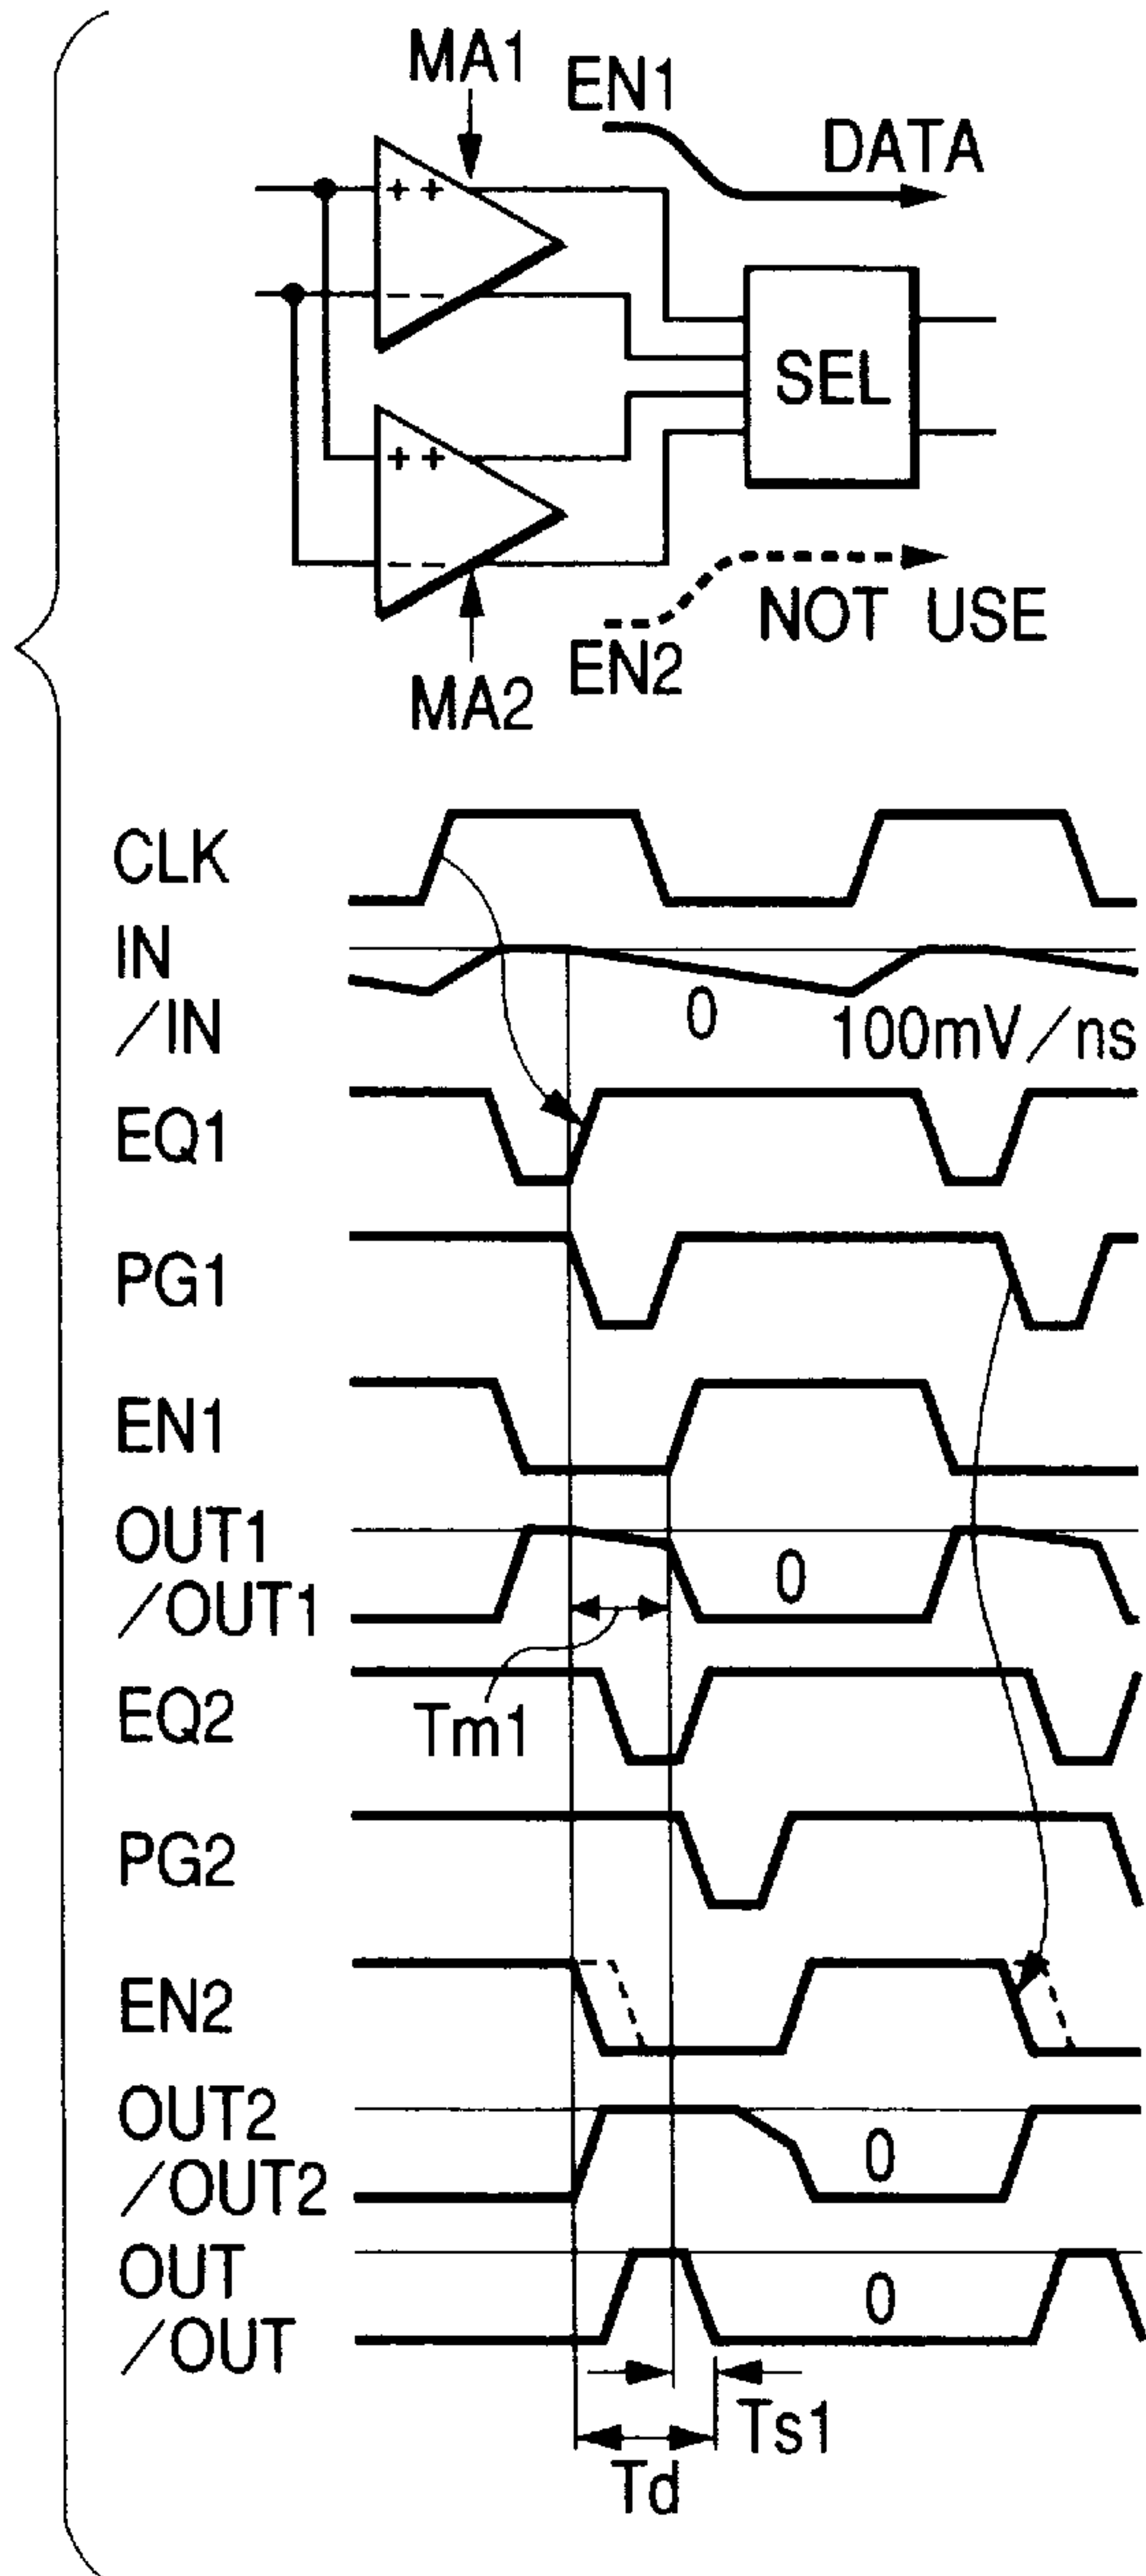 MA1
EN1
DATA
+ +
- -
SEL
+ +
- -
NOT USE
EN2
MA2
CLK
IN
/IN
0
100mV/ns
EQ1
PG1
EN1
OUT1
/OUT1
0
Tm1
EQ2
PG2
EN2
OUT2
/OUT2
0
OUT
/OUT
0
Ts1
Td